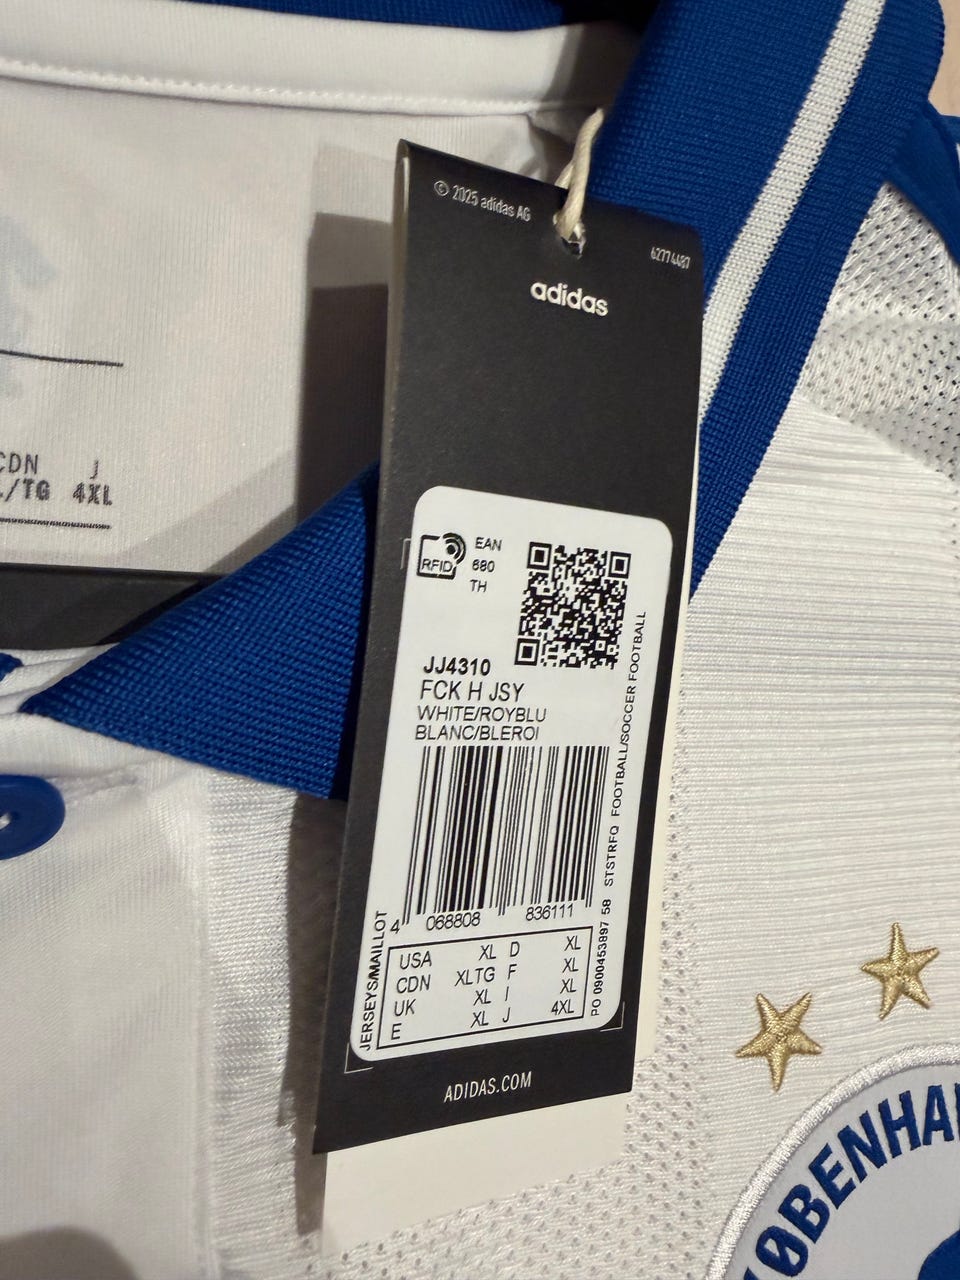 © 2025 adidas AG
62774487
adidas
CDN J
/TG 4XL
RFID
EAN
680
TH
JJ4310
FCK H JSY
WHITE/ROYBLU
BLANC/BLEROI
4 068808 836111
JERSEYS/MAILLOT
USA XL D XL
CDN XLTG F XL
UK XL I XL
E XL J 4XL
PO 0900453897 58 STSTRFQ FOOTBALL/SOCCER FOOTBALL
ADIDAS.COM
KØBENHA